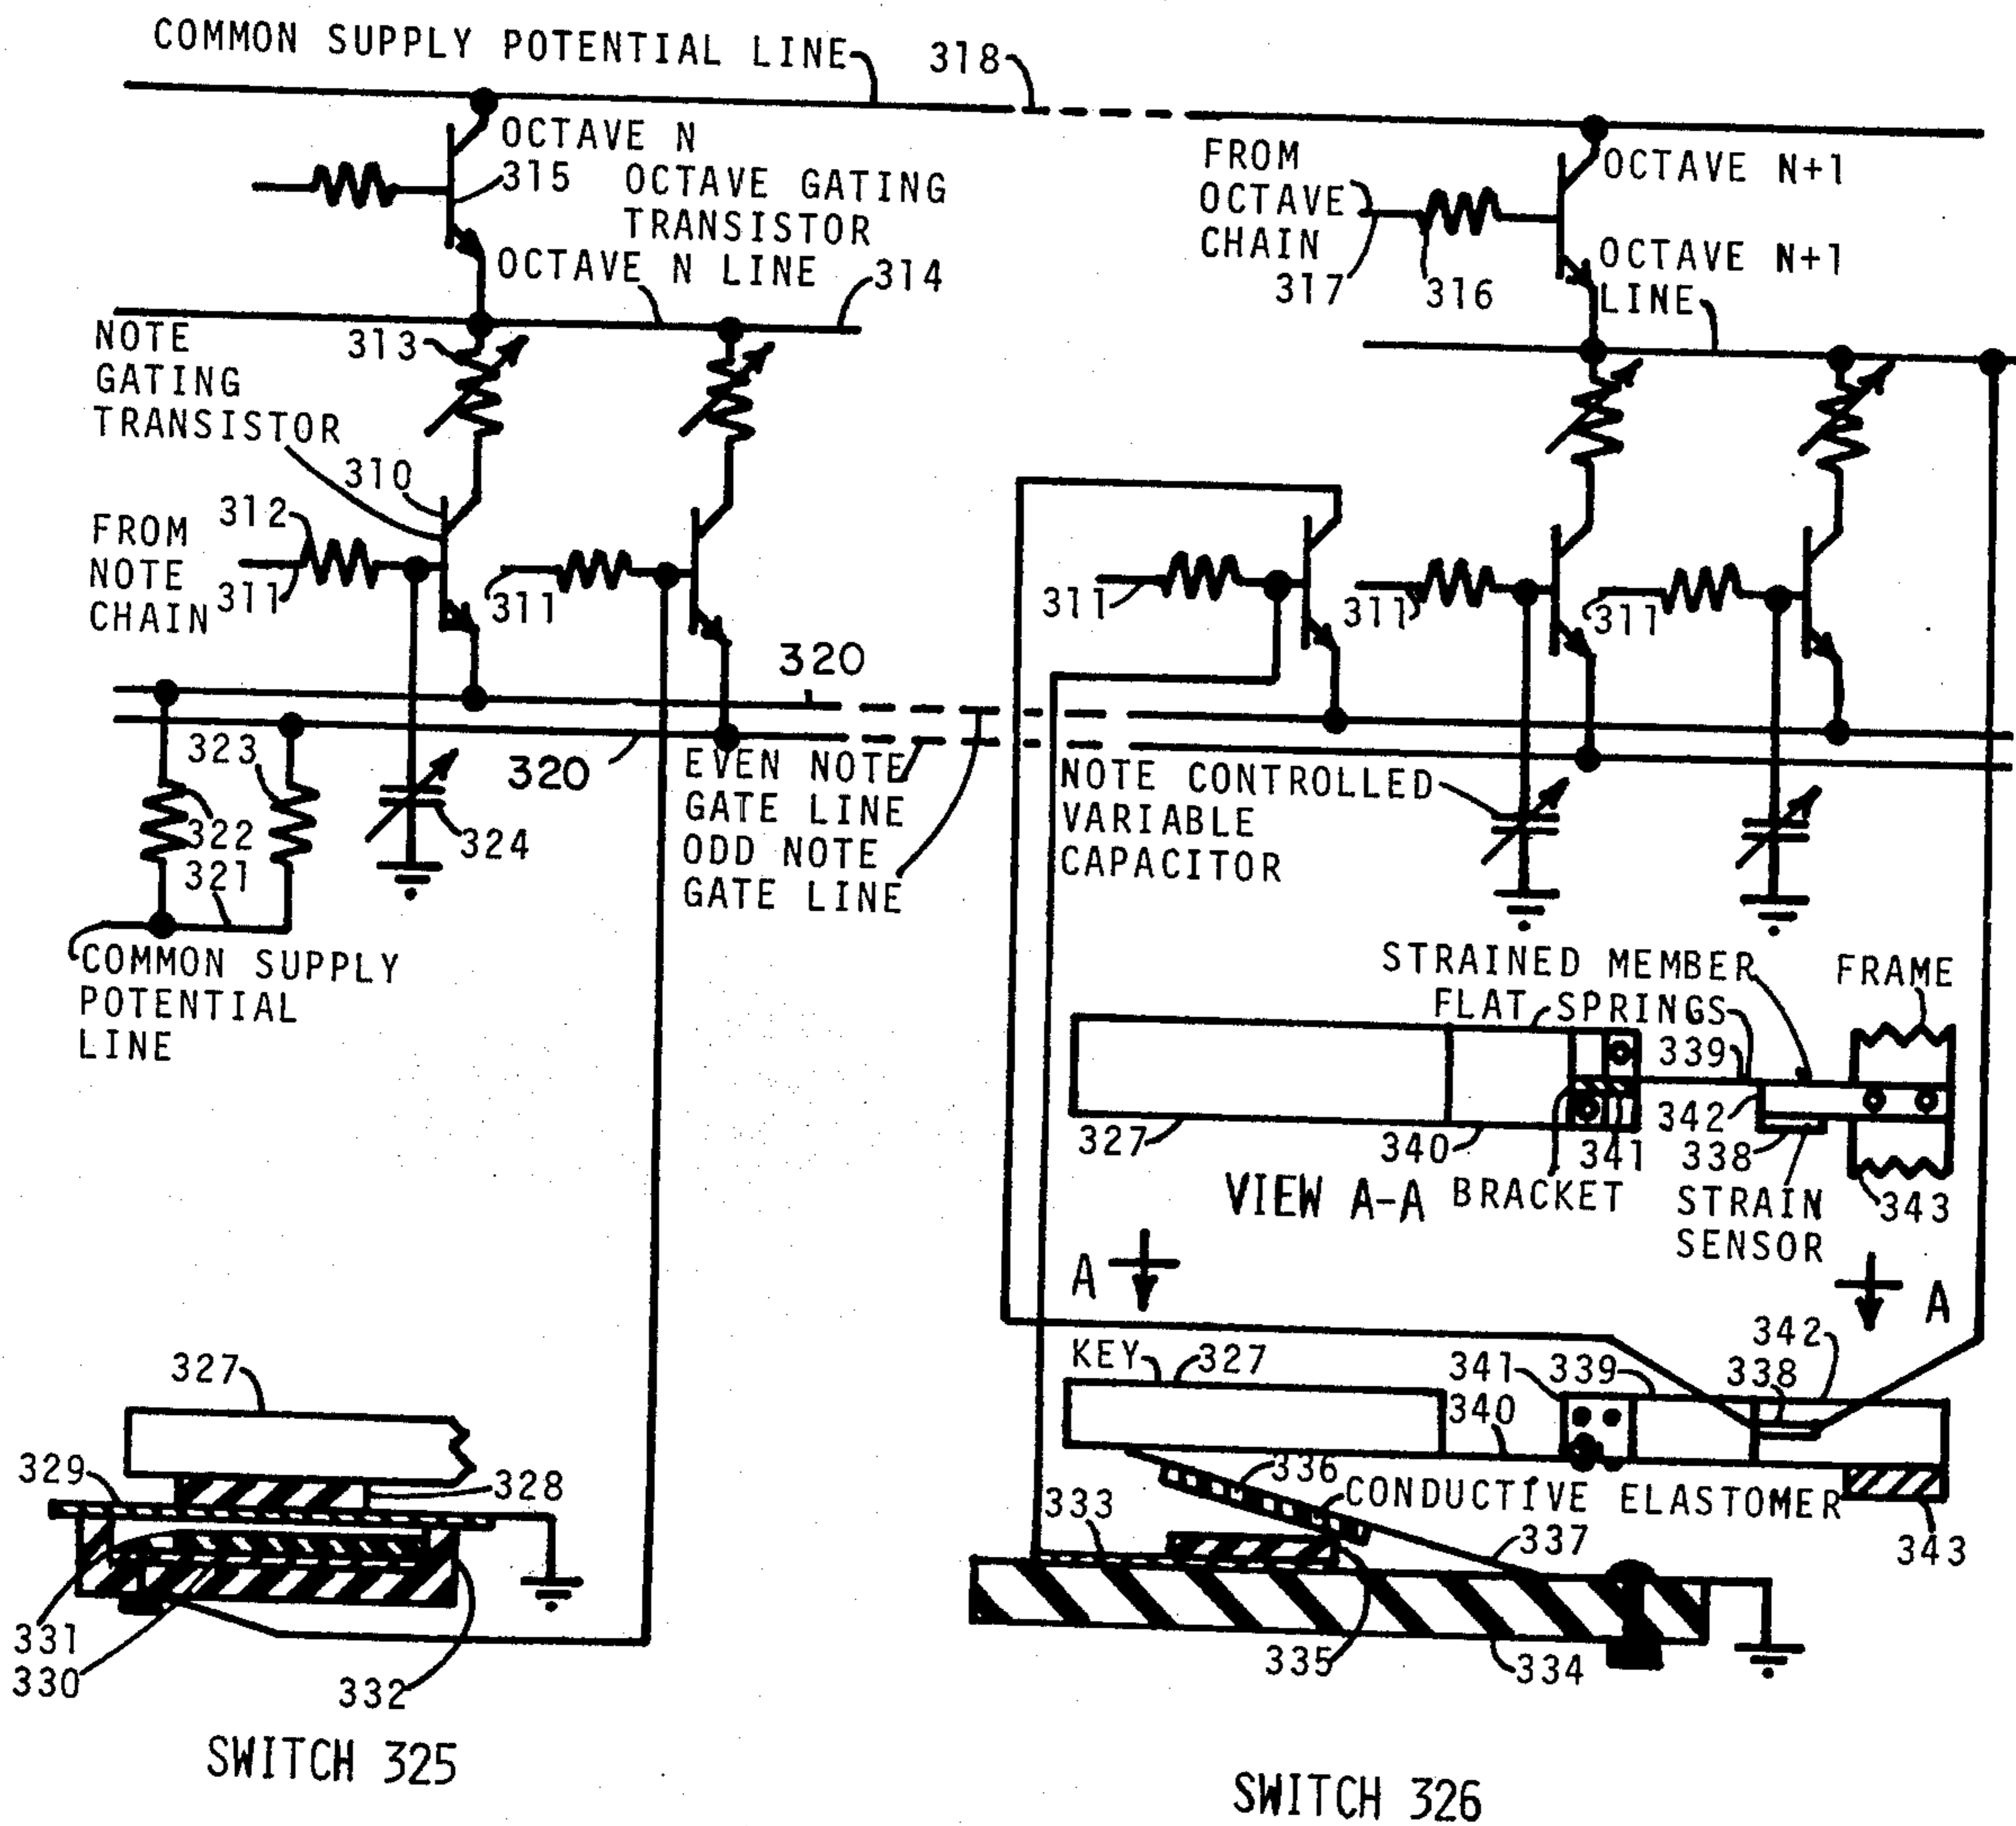 COMMON SUPPLY POTENTIAL LINE
318
OCTAVE N
315
OCTAVE GATING
TRANSISTOR
OCTAVE N LINE
314
FROM
OCTAVE
CHAIN
317
316
OCTAVE N+1
OCTAVE N+1
LINE
NOTE
GATING
TRANSISTOR
313
310
312
FROM
NOTE
CHAIN
311
311
311
311
311
320
320
323
322
321
324
EVEN NOTE
GATE LINE
ODD NOTE
GATE LINE
NOTE CONTROLLED
VARIABLE
CAPACITOR
COMMON SUPPLY
POTENTIAL
LINE
STRAINED MEMBER
FLAT SPRINGS
FRAME
339
342
327
340
341
338
343
VIEW A-A
BRACKET
STRAIN
SENSOR
A
A
342
KEY
327
341
339
338
340
336
CONDUCTIVE ELASTOMER
333
337
343
335
334
327
329
328
331
330
332
SWITCH 325
SWITCH 326